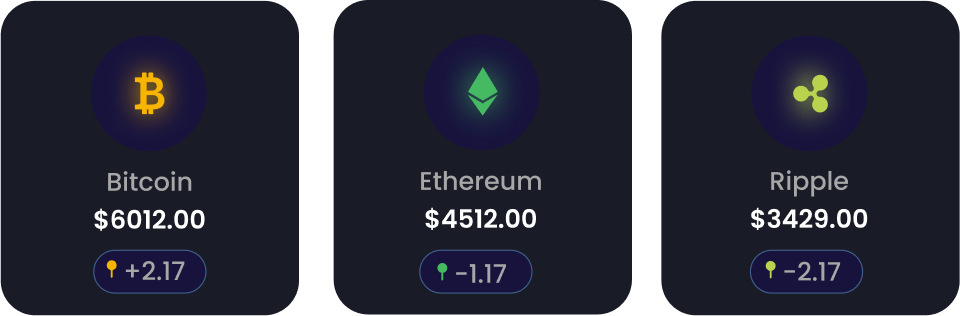 Bitcoin
$6012.00
+2.17
Ethereum
$4512.00
-1.17
Ripple
$3429.00
-2.17